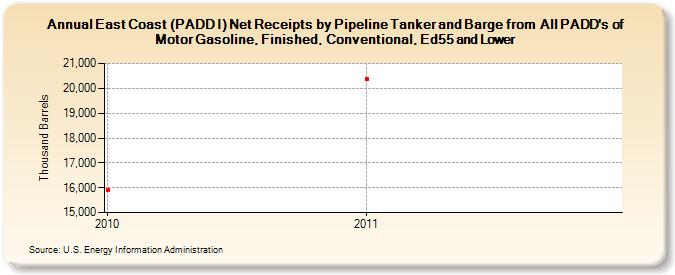 Annual East Coast (PADD I) Net Receipts by Pipeline Tanker and Barge from All PADD's of
Motor Gasoline, Finished, Conventional, Ed55 and Lower
Thousand Barrels
21,000
20,000
19,000
18,000
17,000
16,000
15,000
2010
2011
Source: U.S. Energy Information Administration